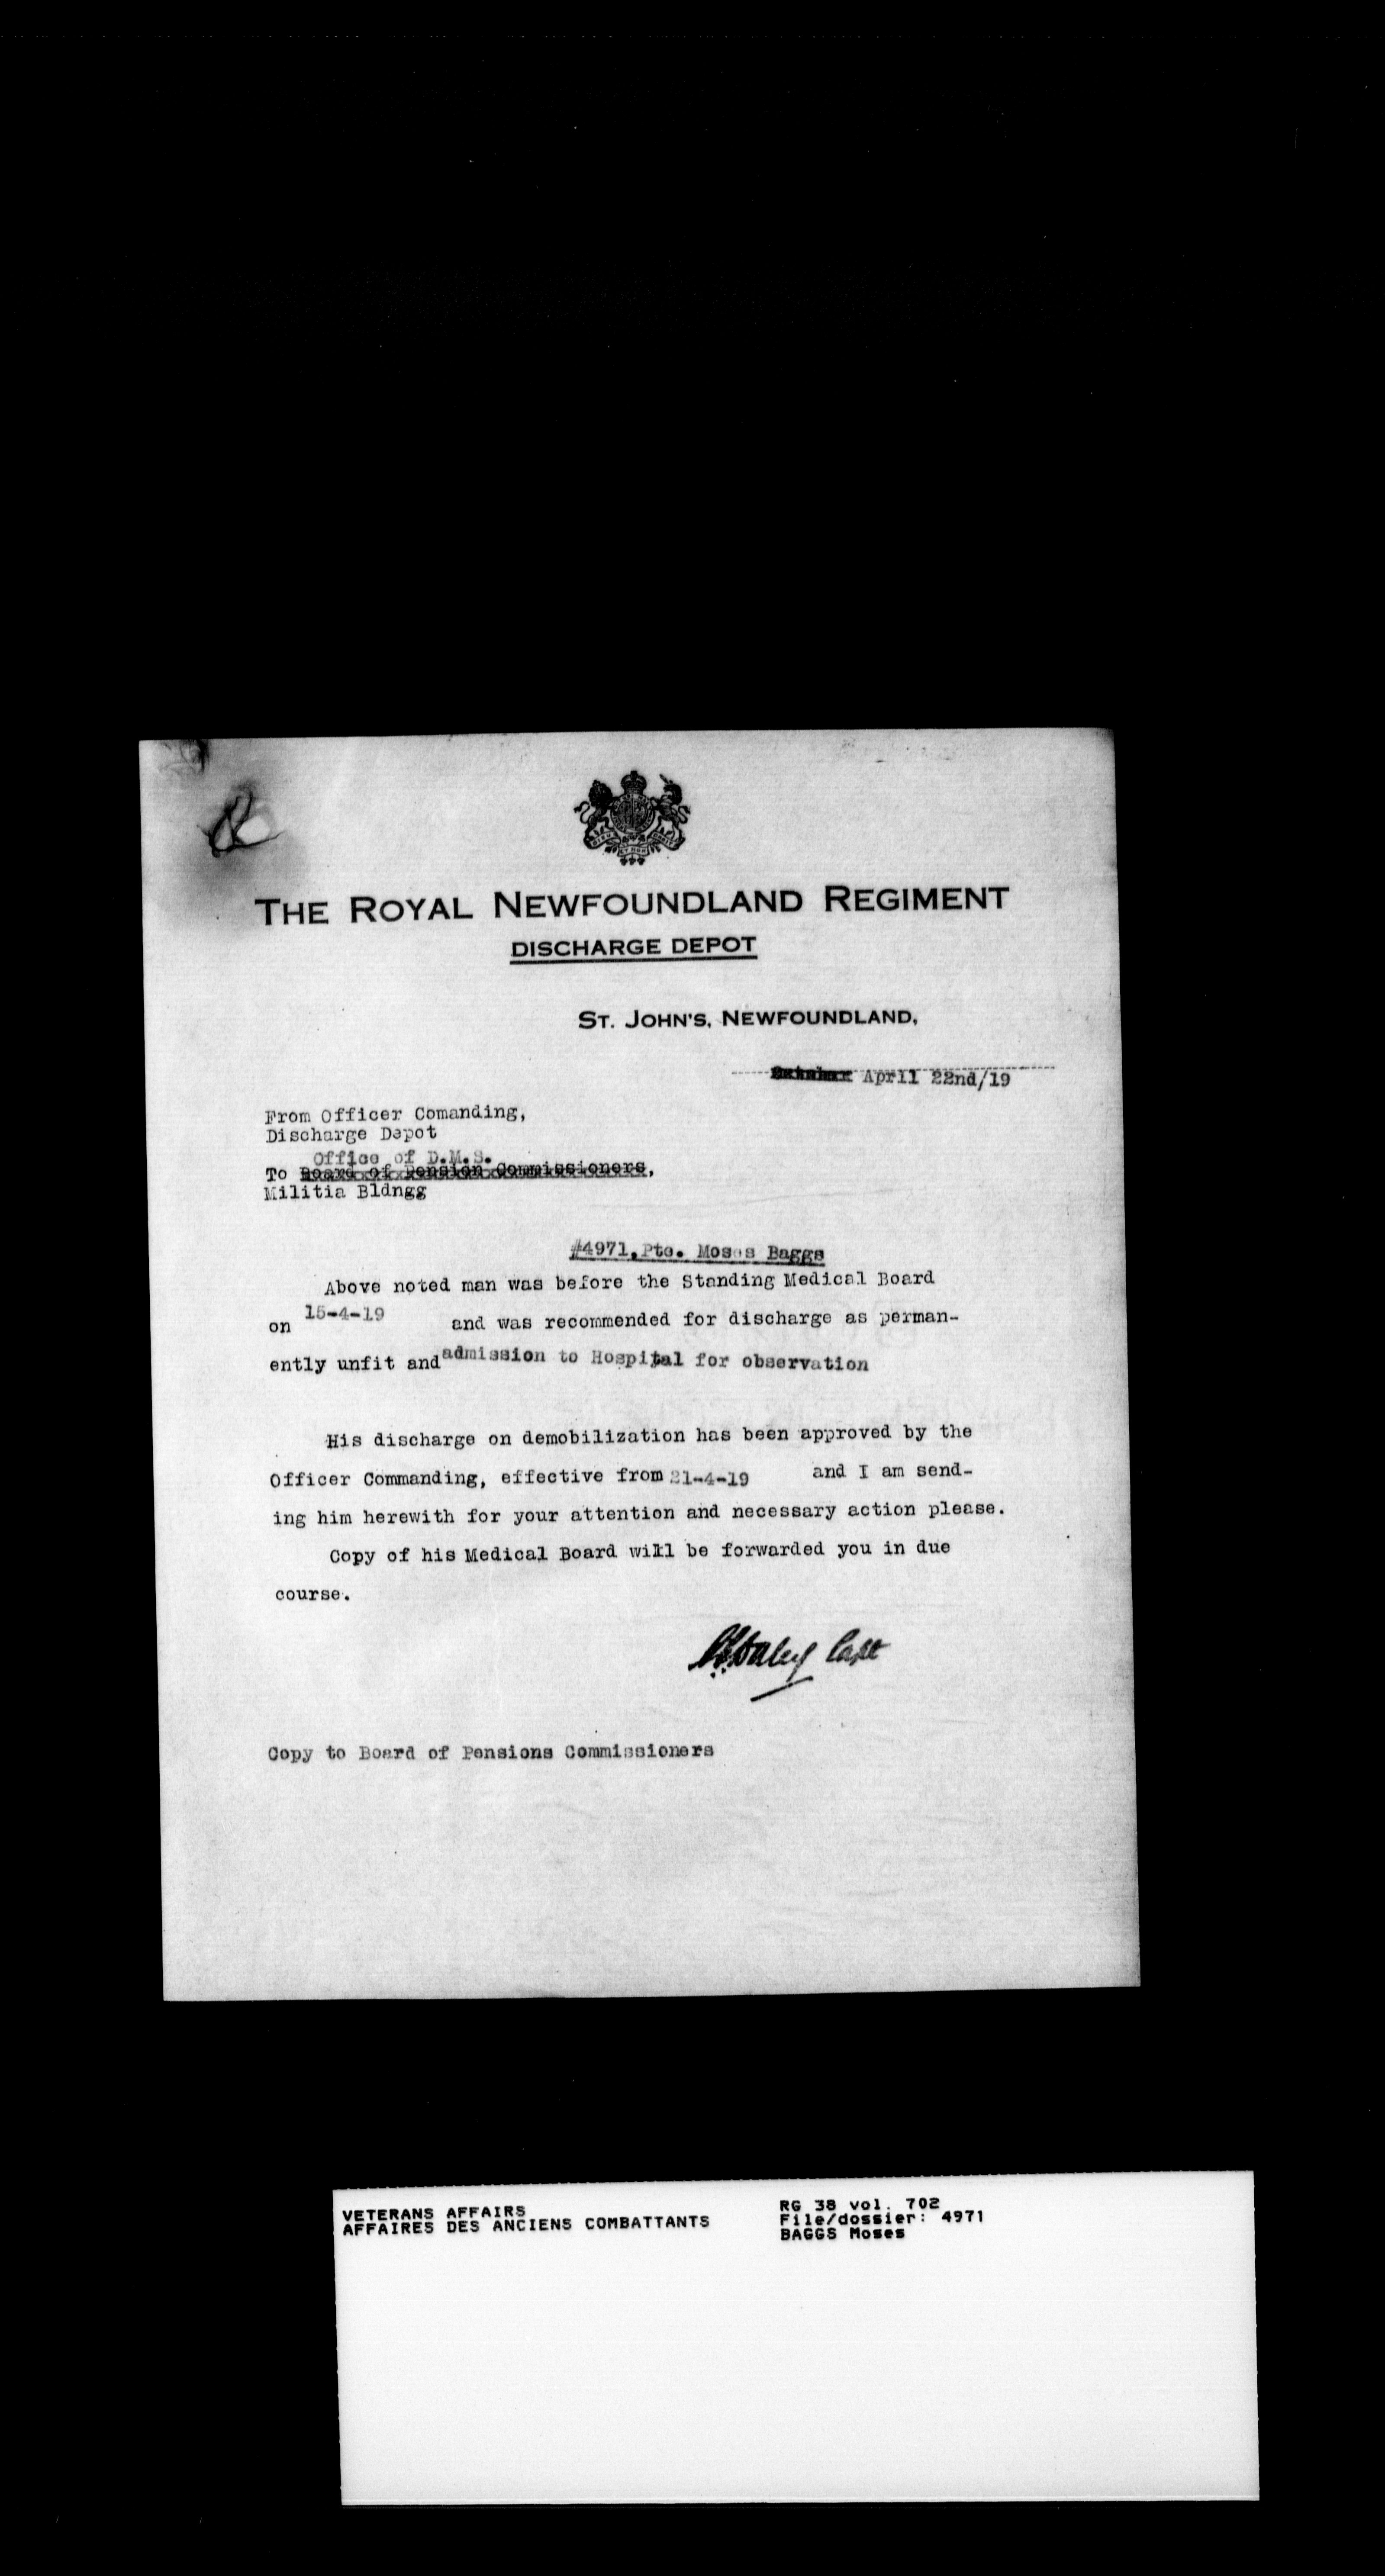 THE ROYAL NEWFOUNDLAND REGIMENT
DISCHARGE DEPOT
ST. JOHN'S, NEWFOUNDLAND,
October April 22nd/19
From Officer Comanding,
Discharge Depot
Office of D.M.S.
To Board of Pension Commissioners,
Militia Bldngg
#4971, Pte. Moses Baggs
Above noted man was before the Standing Medical Board
on 15-4-19 and was recommended for discharge as perman-
ently unfit and admission to Hospital for observation
His discharge on demobilization has been approved by the
Officer Commanding, effective from 21-4-19 and I am send-
ing him herewith for your attention and necessary action please.
Copy of his Medical Board will be forwarded you in due
course.
Capt
Copy to Board of Pensions Commissioners
VETERANS AFFAIRS
AFFAIRES DES ANCIENS COMBATTANTS
RG 38 vol. 702
File/dossier: 4971
BAGGS Moses